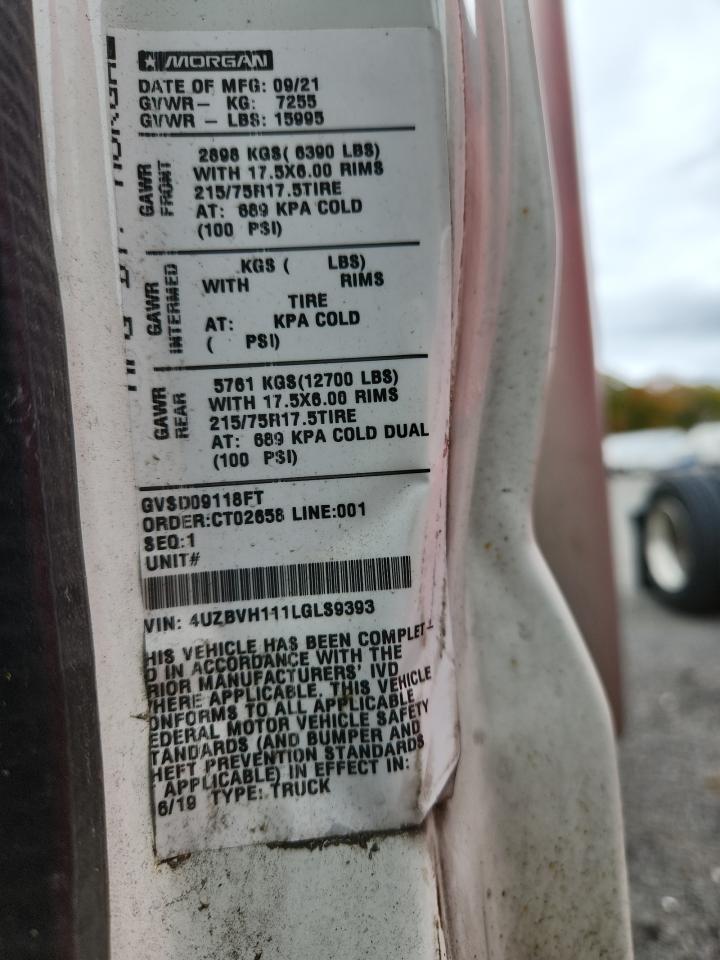 MORGAN
DATE OF MFG: 09/21
GVWR- KG: 7255
GVWR - LBS: 15995
GAWR FRONT
2898 KGS( 6390 LBS)
WITH 17.5X6.00 RIMS
215/75R17.5TIRE
AT: 689 KPA COLD
(100 PSI)
GAWR INTERMED
KGS ( LBS)
WITH RIMS
TIRE
AT: KPA COLD
( PSI)
GAWR REAR
5761 KGS(12700 LBS)
WITH 17.5X6.00 RIMS
215/75R17.5TIRE
AT: 689 KPA COLD DUAL
(100 PSI)
GVSD09118FT
ORDER:CT02658 LINE:001
SEQ:1
UNIT#
VIN: 4UZBVH111LGLS9393
HIS VEHICLE HAS BEEN COMPLET-
D IN ACCORDANCE WITH THE
RIOR MANUFACTURERS' IVD
HERE APPLICABLE. THIS VEHICLE
ONFORMS TO ALL APPLICABLE
EDERAL MOTOR VEHICLE SAFETY
TANDARDS (AND BUMPER AND
HEFT PREVENTION STANDARDS
APPLICABLE) IN EFFECT IN:
6/19 TYPE: TRUCK